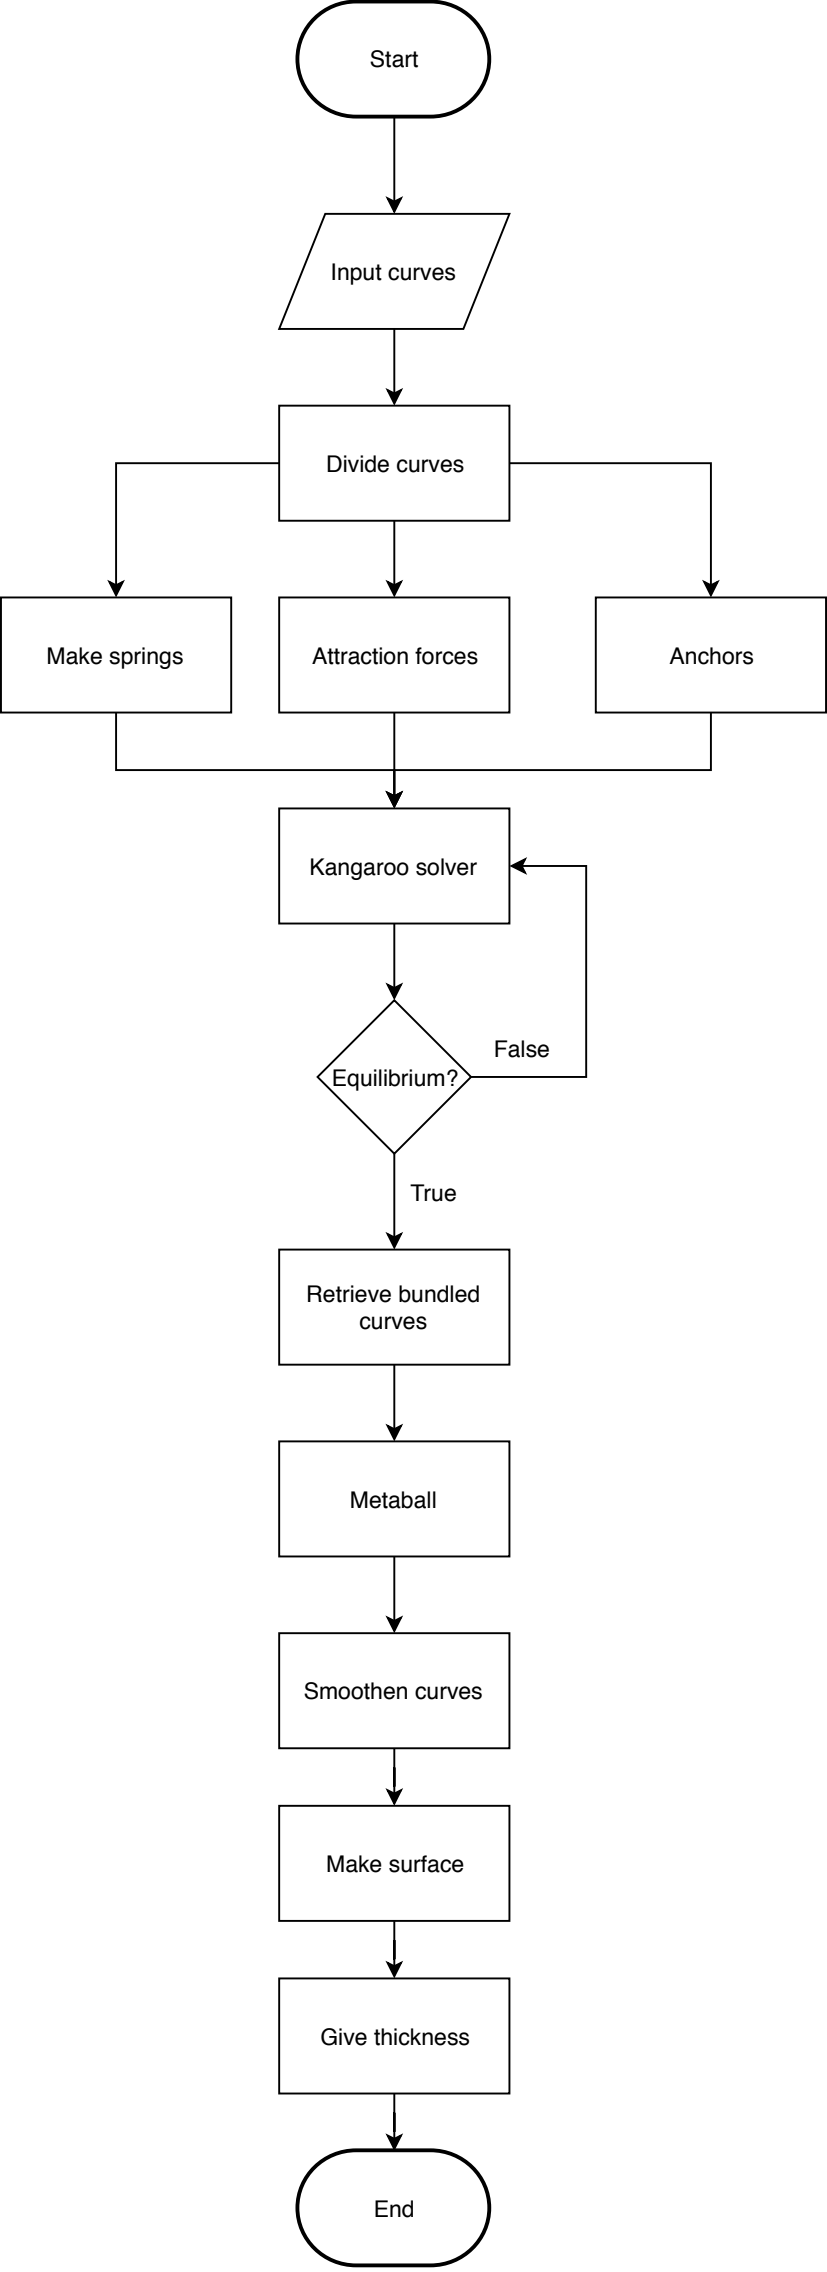 Start
Input curves
Divide curves
Make springs
Attraction forces
Anchors
Kangaroo solver
False
Equilibrium?
True
Retrieve bundled
curves
Metaball
Smoothen curves
Make surface
Give thickness
End